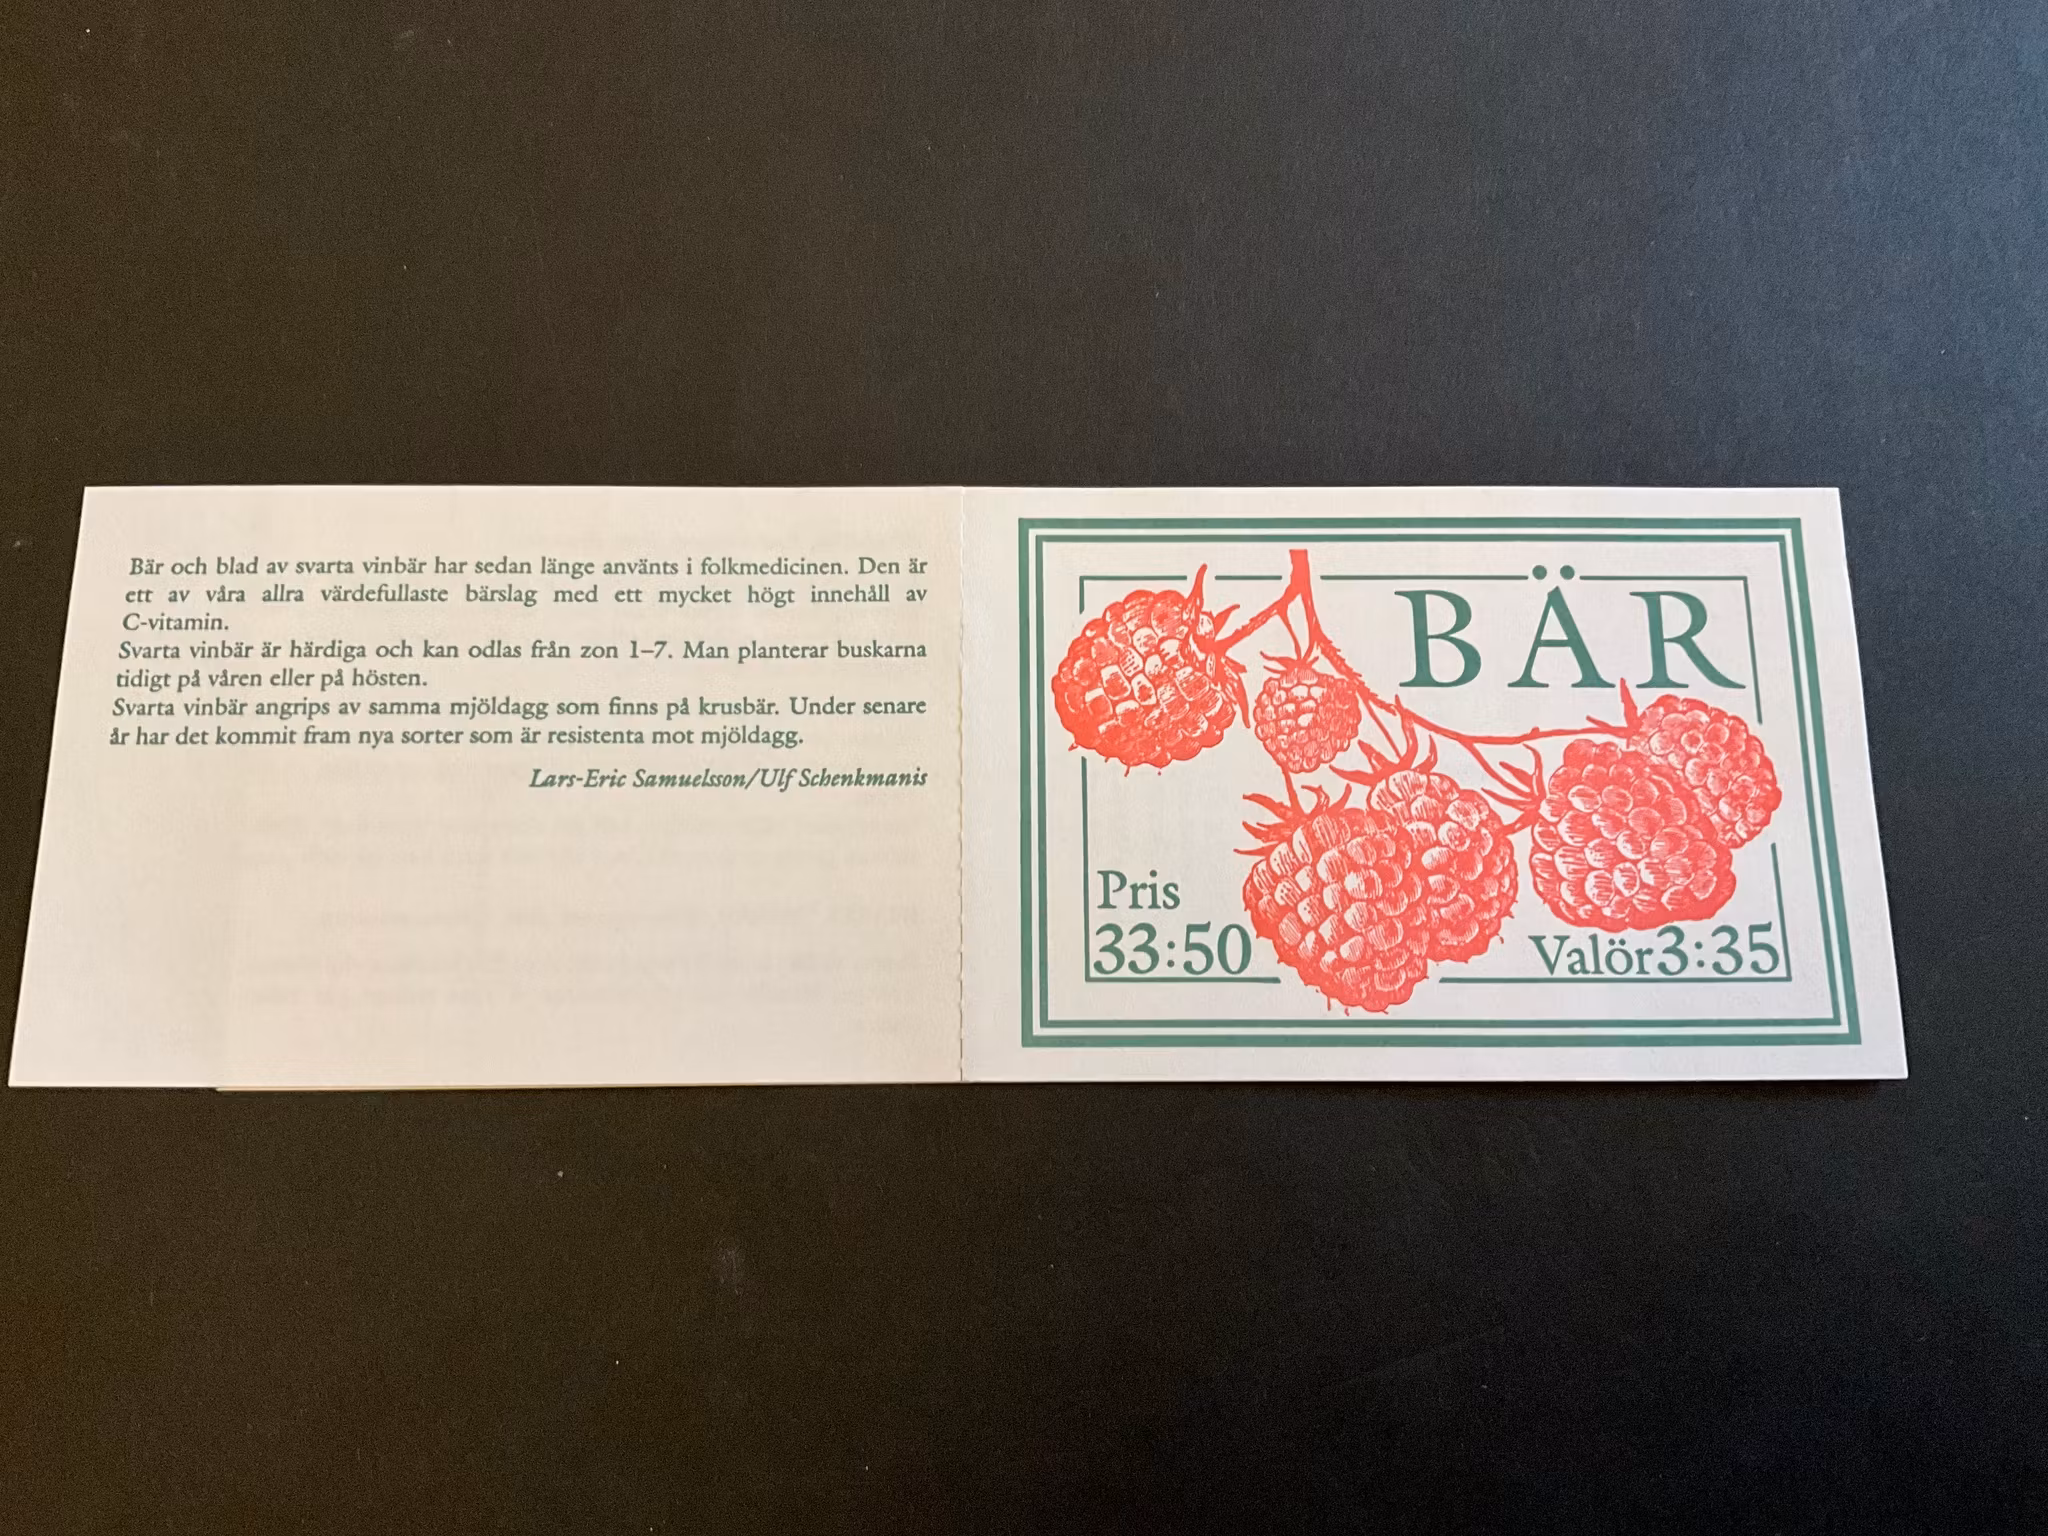 Bär och blad av svarta vinbär har sedan länge använts i folkmedicinen. Den är
ett av våra allra värdefullaste bärslag med ett mycket högt innehåll av
C-vitamin.
Svarta vinbär är härdiga och kan odlas från zon 1–7. Man planterar buskarna
tidigt på våren eller på hösten.
Svarta vinbär angrips av samma mjöldagg som finns på krusbär. Under senare
år har det kommit fram nya sorter som är resistenta mot mjöldagg.
Lars-Eric Samuelsson/Ulf Schenkmanis
BÄR
Pris
33:50
Valör 3:35